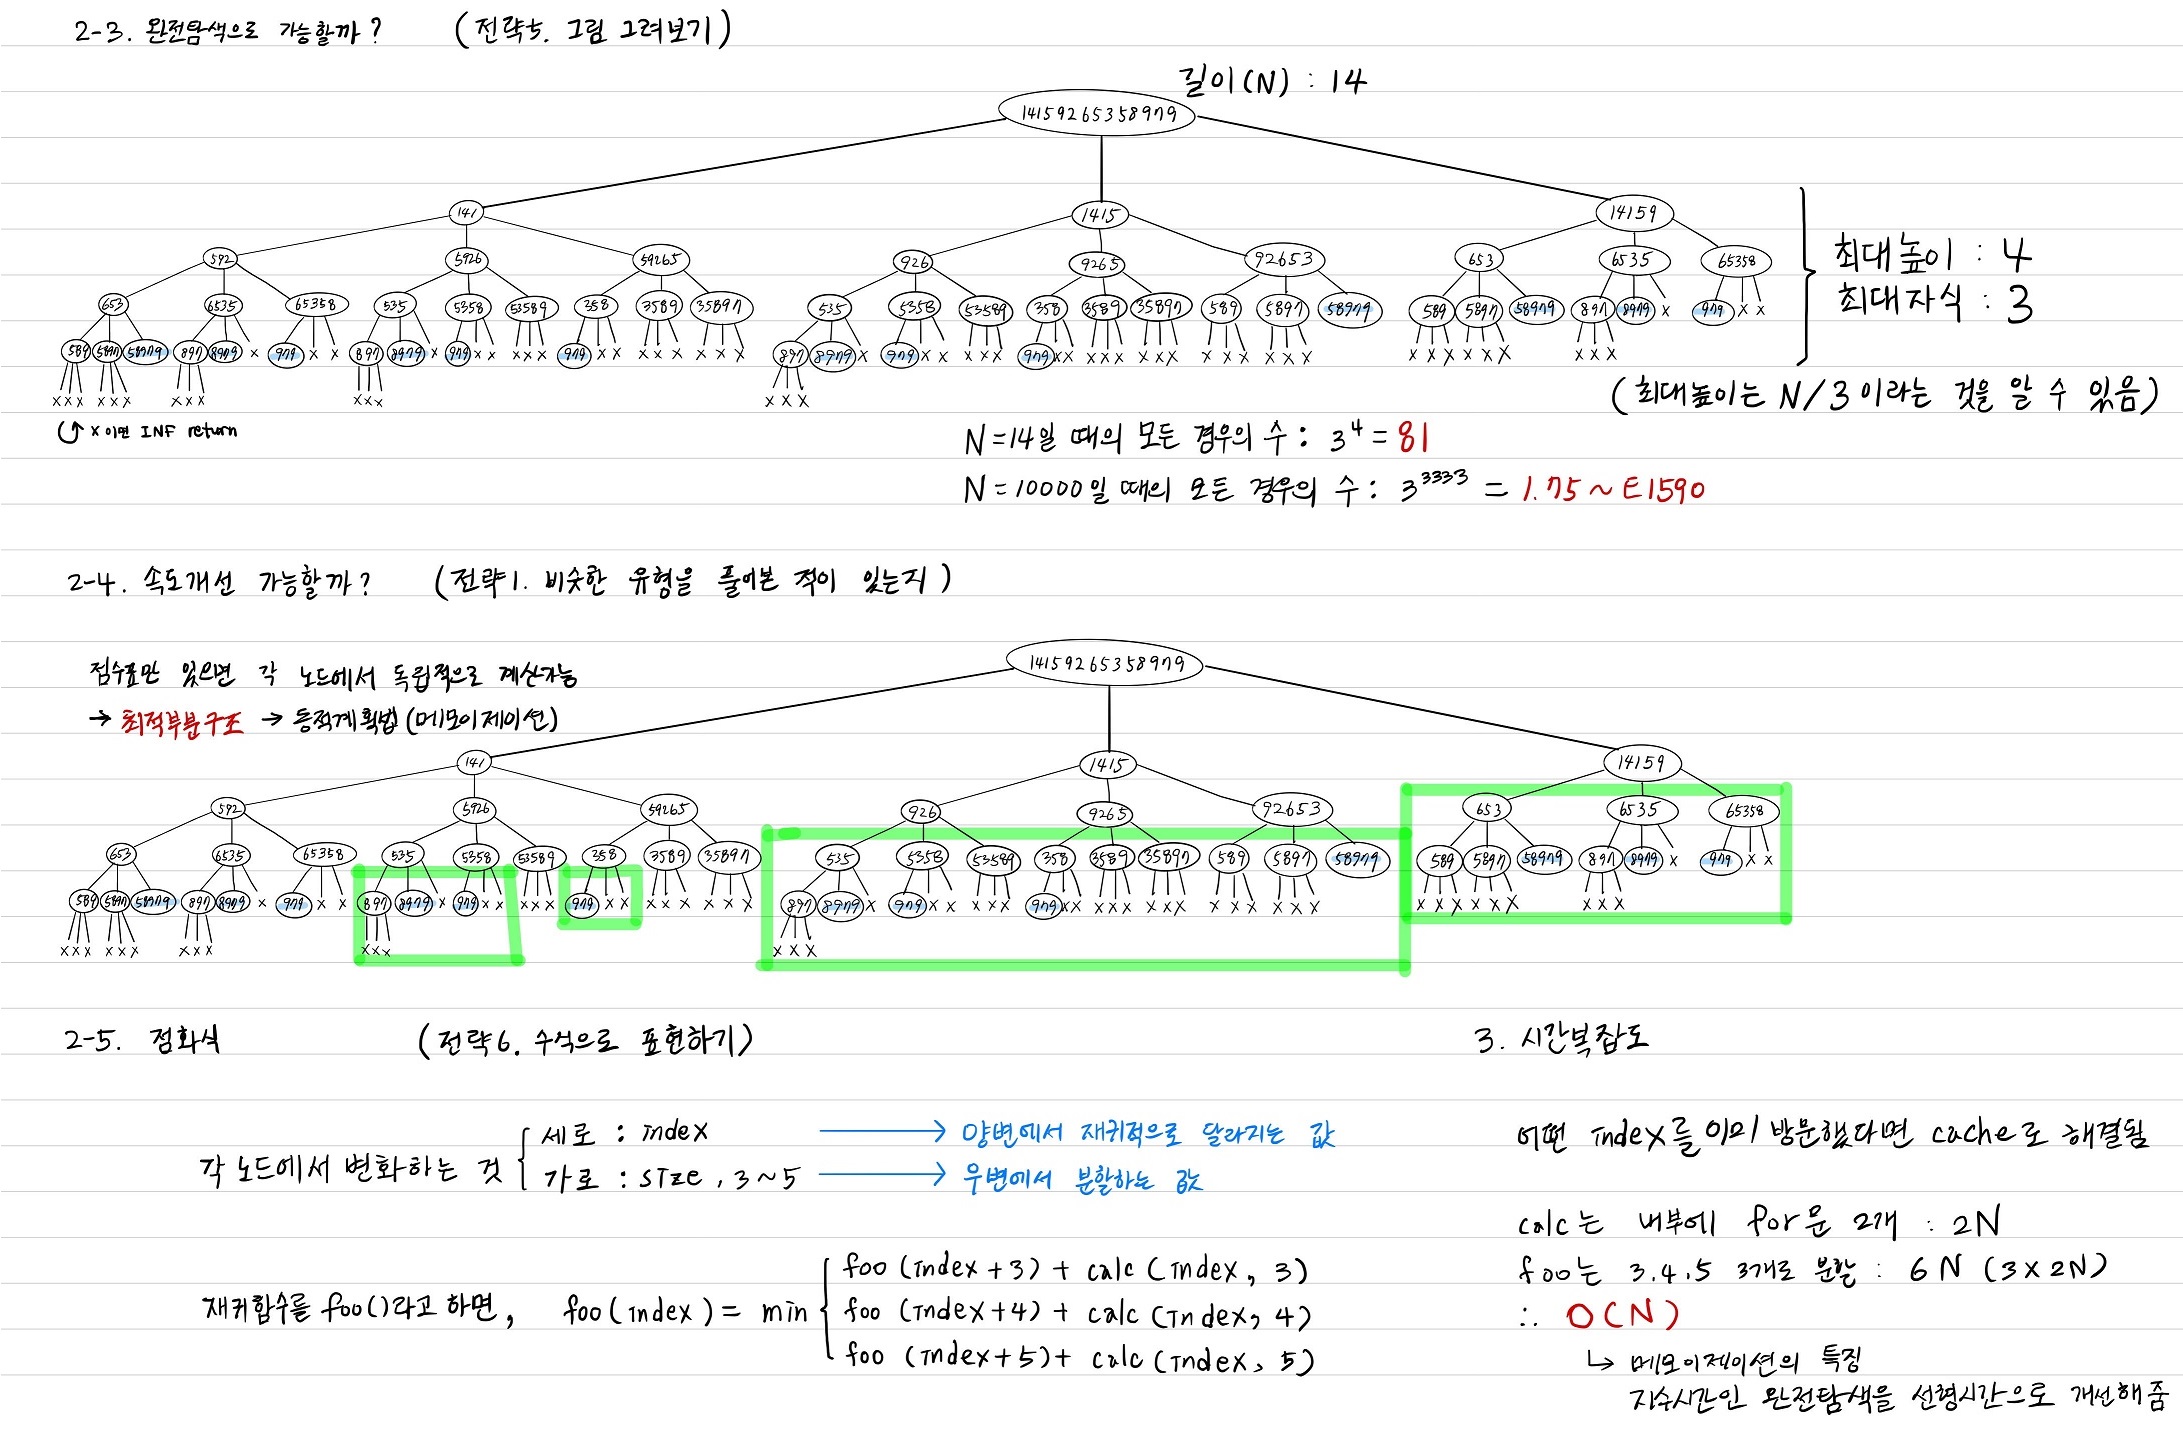 2-3. 완전탐색으로 가능할까? (전략5. 그림 그려보기)
길이(N) : 14
14159265358979
141 1415 14159
592 5926 59265 926 9265 92653 653 6535 65358
653 6535 65358 535 5358 53589 358 3589 35897 535 5358 53589 358 3589 35897 589 5897 58979 589 5897 58979 897 8979 x 979 x x
589 5897 58979 897 8979 x 979 x x 897 8979 x 979 x x x x x 979 x x x x x x x x 897 8979 x 979 x x x x x 979 x x x x x x x x x x x x x x x x x x x x x x x
x x x x x x x x x x x x x x x
최대높이 : 4
최대자식 : 3
(최대높이는 N/3 이라는 것을 알 수 있음)
x 이면 INF return
N=14일 때의 모든 경우의 수 : 3^4 = 81
N=10000일 때의 모든 경우의 수 : 3^3333 = 1.75~E1590
2-4. 속도개선 가능할까? (전략1. 비슷한 유형을 풀어본 적이 있는지)
점수표만 있으면 각 노드에서 독립적으로 계산가능
→ 최적부분구조 → 동적계획법(메모이제이션)
14159265358979
141 1415 14159
592 5926 59265 926 9265 92653 653 6535 65358
653 6535 65358 535 5358 53589 358 3589 35897 535 5358 53589 358 3589 35897 589 5897 58979 589 5897 58979 897 8979 x 979 x x
589 5897 58979 897 8979 x 979 x x 897 8979 x 979 x x x x x 979 x x x x x x x x 897 8979 x 979 x x x x x 979 x x x x x x x x x x x x x x x x x x x x x x x
x x x x x x x x x x x x x x x
2-5. 점화식 (전략6. 수식으로 표현하기)
각 노드에서 변화하는 것
세로 : index → 양변에서 재귀적으로 달라지는 값
가로 : size, 3~5 → 우변에서 분할하는 값
재귀함수를 foo()라고 하면, foo(index) = min
foo (index+3) + calc (index, 3)
foo (index+4) + calc (index, 4)
foo (index+5) + calc (index, 5)
3. 시간복잡도
어떤 index를 이미 방문했다면 cache로 해결됨
calc는 내부에 for문 2개 : 2N
foo는 3.4.5 3개로 분할 : 6N (3x2N)
∴ O(N)
↳ 메모이제이션의 특징
지수시간인 완전탐색을 선형시간으로 개선해줌